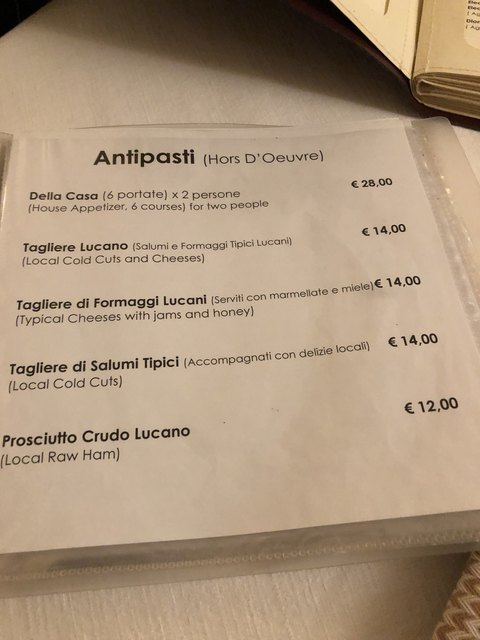 Antipasti (Hors D'Oeuvre)
Della Casa (6 portate) x 2 persone € 28,00
(House Appetizer, 6 courses) for two people
Tagliere Lucano (Salumi e Formaggi Tipici Lucani) € 14,00
(Local Cold Cuts and Cheeses)
Tagliere di Formaggi Lucani (Serviti con marmellate e miele) € 14,00
(Typical Cheeses with jams and honey)
Tagliere di Salumi Tipici (Accompagnati con delizie locali) € 14,00
(Local Cold Cuts)
Prosciutto Crudo Lucano € 12,00
(Local Raw Ham)